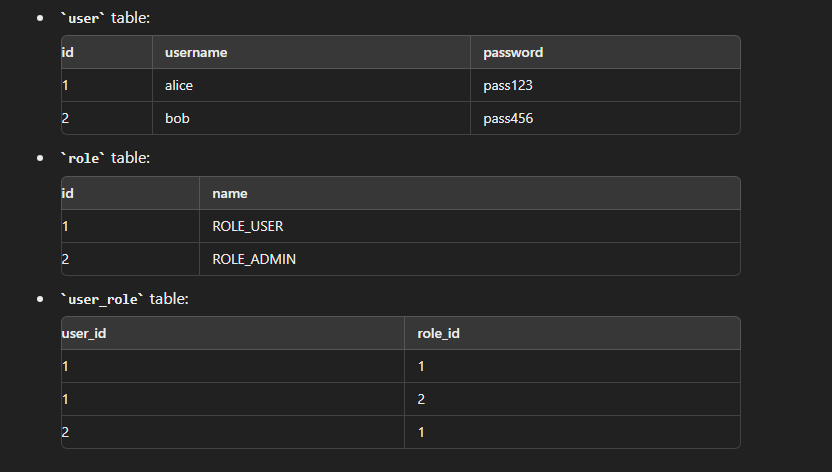 `user` table:
id username password
1 alice pass123
2 bob pass456
`role` table:
id name
1 ROLE_USER
2 ROLE_ADMIN
`user_role` table:
user_id role_id
1 1
1 2
2 1